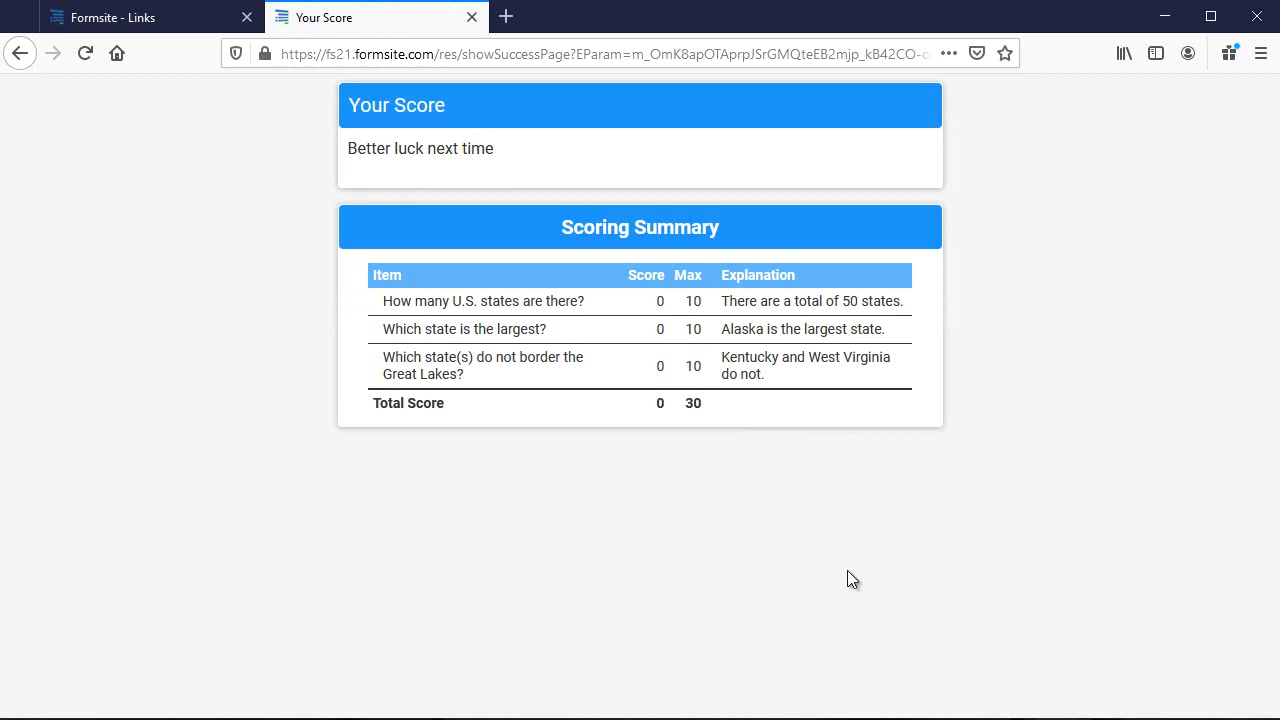 Formsite - Links
Your Score
https://fs21.formsite.com/res/showSuccessPage?EParam=m_OmK8apOTAprpJSrGMQteEB2mjp_kB42CO-c
Your Score
Better luck next time
Scoring Summary
Item Score Max Explanation
How many U.S. states are there? 0 10 There are a total of 50 states.
Which state is the largest? 0 10 Alaska is the largest state.
Which state(s) do not border the Great Lakes? 0 10 Kentucky and West Virginia do not.
Total Score 0 30